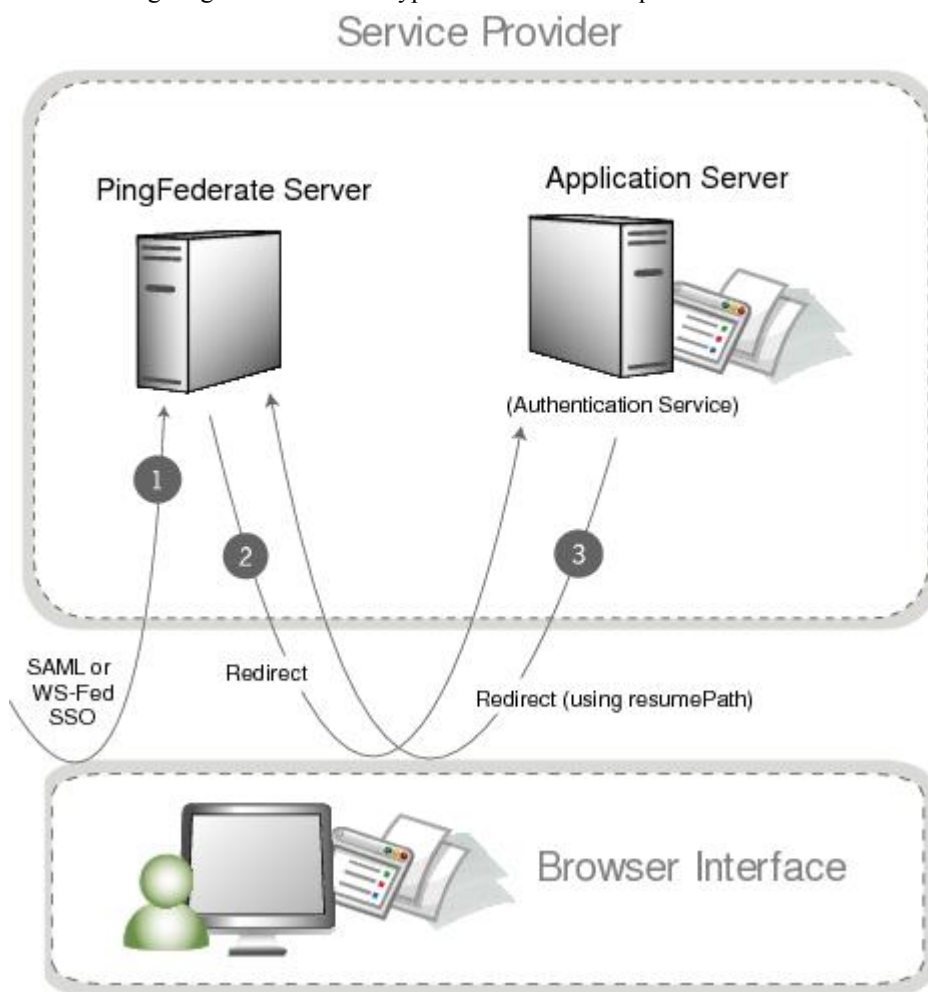 Service Provider
PingFederate Server
Application Server
(Authentication Service)
1
2
3
SAML or
WS-Fed
SSO
Redirect
Redirect (using resumePath)
Browser Interface